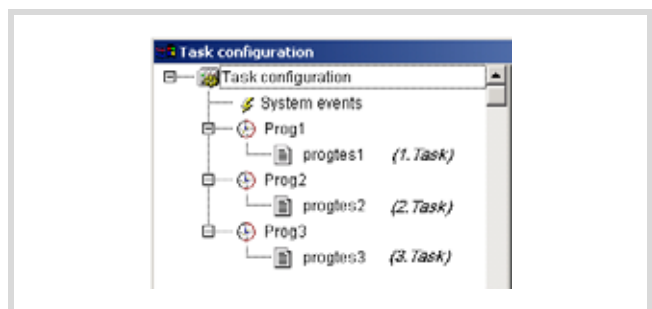 Task configuration
Task configuration
System events
Prog1
progtes1 (1.Task)
Prog2
progtes2 (2.Task)
Prog3
progtes3 (3.Task)